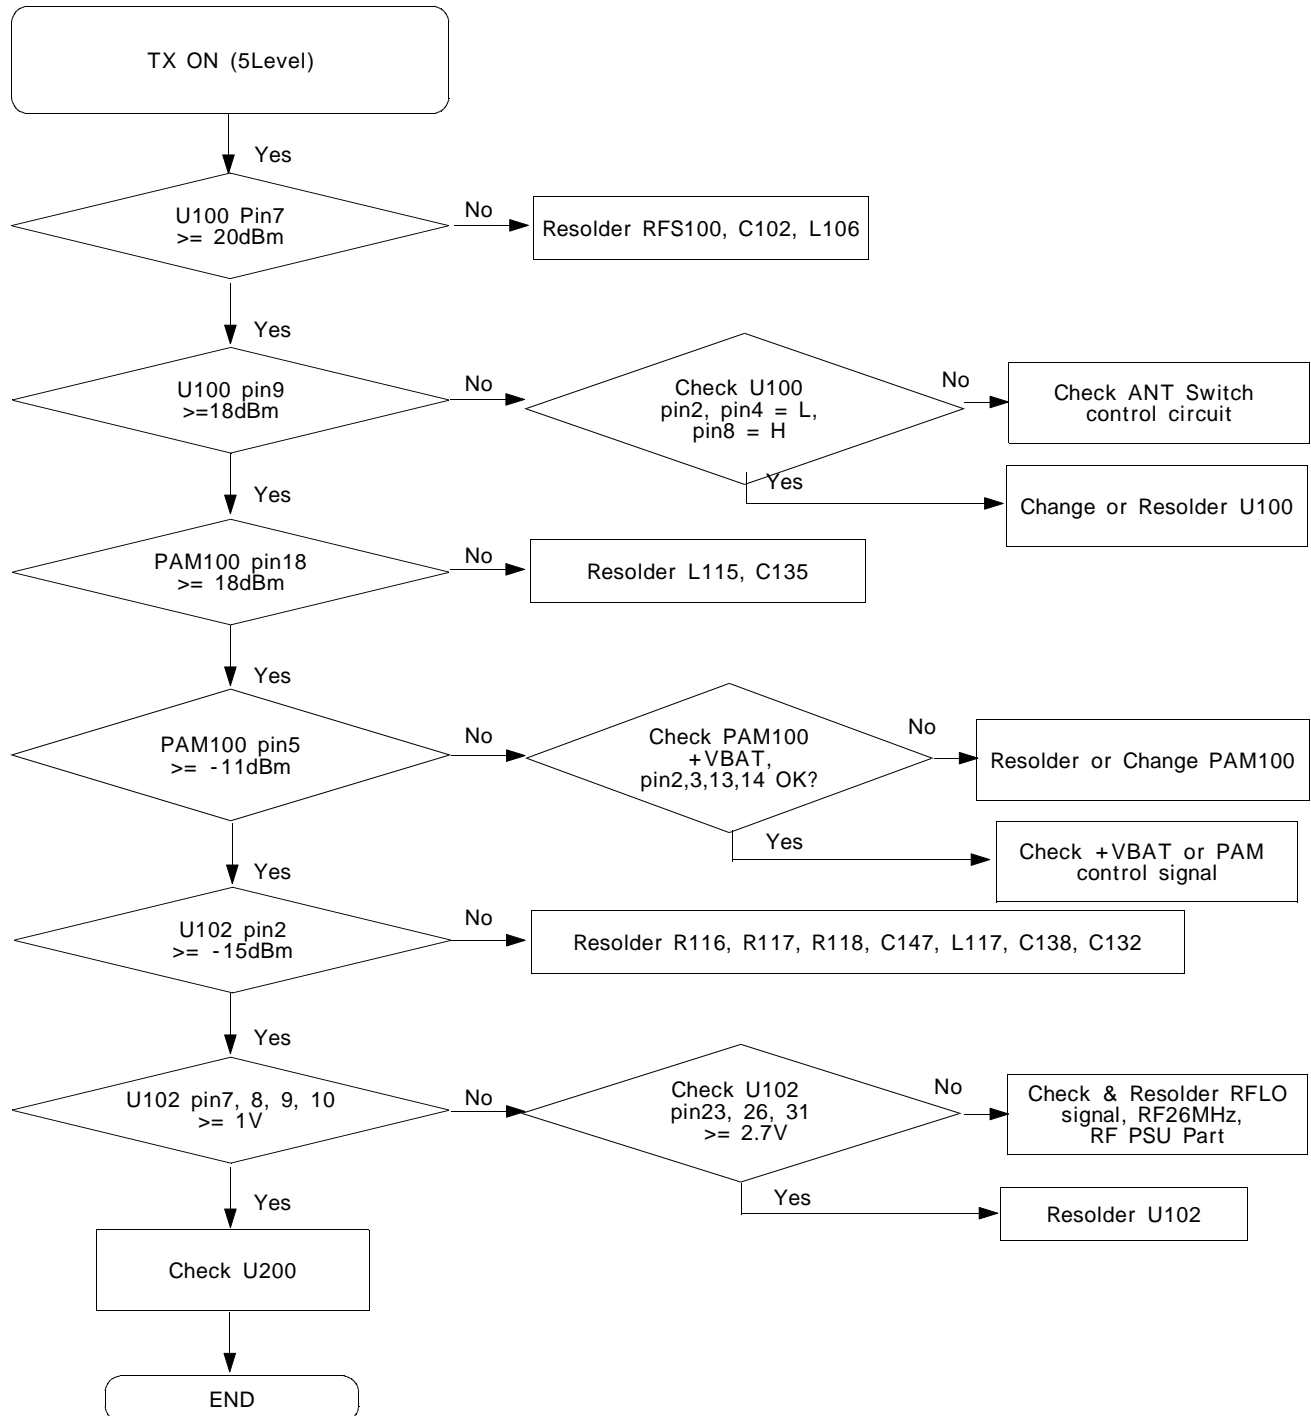 TX ON (5Level)
Yes
U100 Pin7
>= 20dBm
No
Resolder RFS100, C102, L106
Yes
U100 pin9
>=18dBm
No
Check U100
pin2, pin4 = L,
pin8 = H
No
Check ANT Switch
control circuit
Yes
Change or Resolder U100
Yes
PAM100 pin18
>= 18dBm
No
Resolder L115, C135
Yes
PAM100 pin5
>= -11dBm
No
Check PAM100
+VBAT,
pin2,3,13,14 OK?
No
Resolder or Change PAM100
Yes
Check +VBAT or PAM
control signal
Yes
U102 pin2
>= -15dBm
No
Resolder R116, R117, R118, C147, L117, C138, C132
Yes
U102 pin7, 8, 9, 10
>= 1V
No
Check U102
pin23, 26, 31
>= 2.7V
No
Check & Resolder RFLO
signal, RF26MHz,
RF PSU Part
Yes
Resolder U102
Yes
Check U200
END